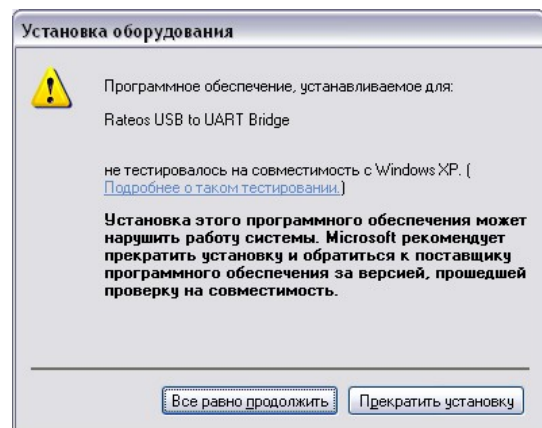 Установка оборудования
Программное обеспечение, устанавливаемое для:
Rateos USB to UART Bridge
не тестировалось на совместимость с Windows XP. (
Подробнее о таком тестировании.)
Установка этого программного обеспечения может
нарушить работу системы. Microsoft рекомендует
прекратить установку и обратиться к поставщику
программного обеспечения за версией, прошедшей
проверку на совместимость.
Все равно продолжить
Прекратить установку